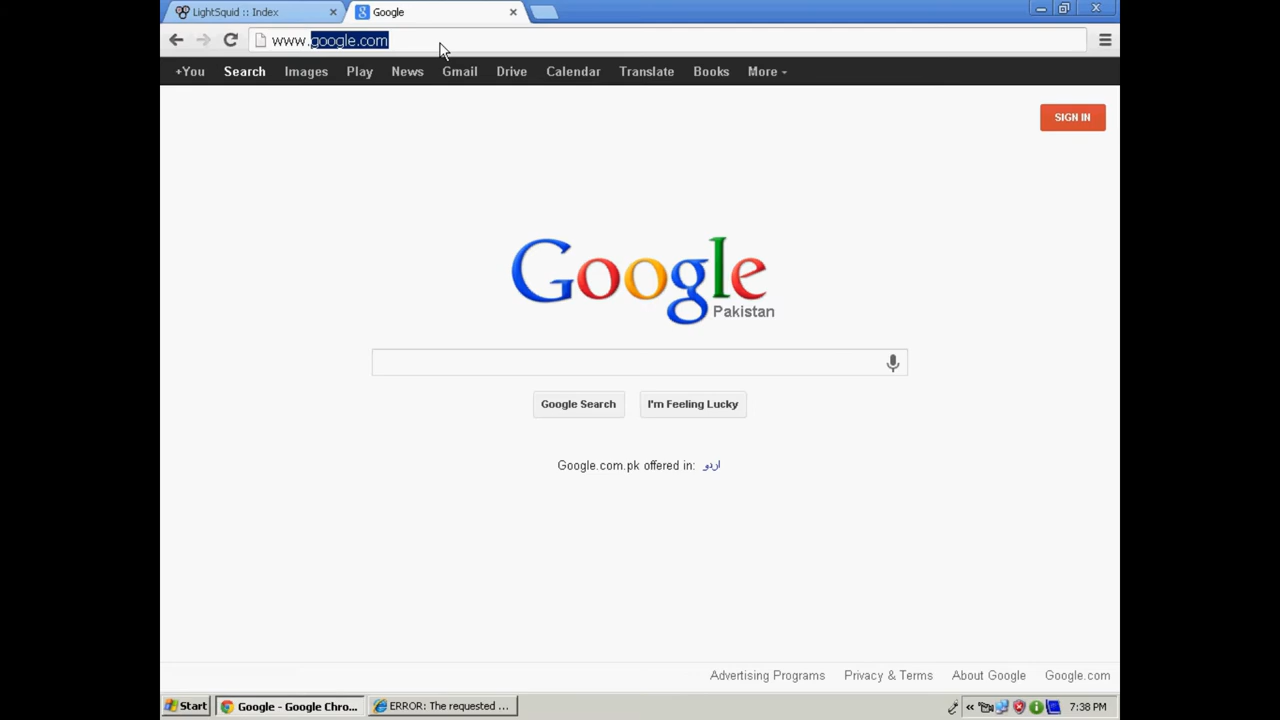 LightSquid :: Index
Google
www.google.com
+You Search Images Play News Gmail Drive Calendar Translate Books More
SIGN IN
Google
Pakistan
Google Search I'm Feeling Lucky
Google.com.pk offered in: اردو
Advertising Programs Privacy & Terms About Google Google.com
Start Google - Google Chro... ERROR: The requested ... 7:38 PM